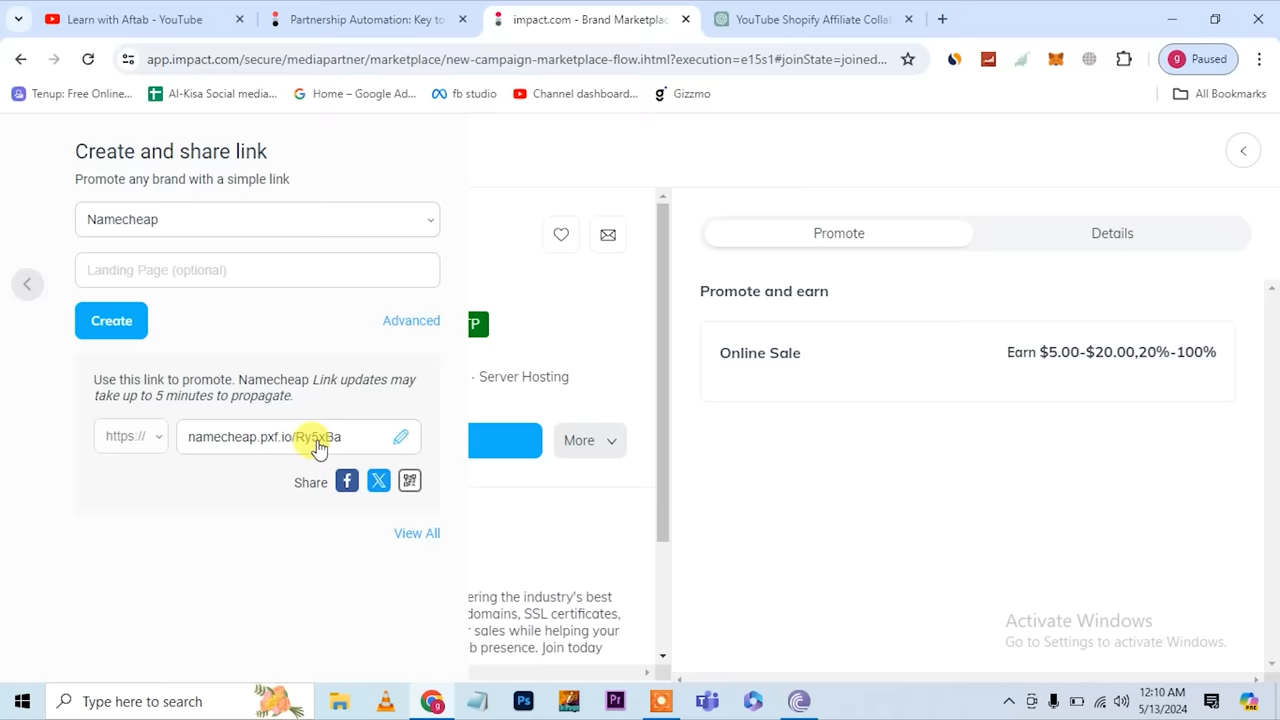 Learn with Aftab - YouTube
Partnership Automation: Key to
impact.com - Brand Marketplac
YouTube Shopify Affiliate Colla
app.impact.com/secure/mediapartner/marketplace/new-campaign-marketplace-flow.ihtml?execution=e15s1#joinState=joined...
g Paused
Tenup: Free Online...
Al-Kisa Social media...
Home – Google Ad...
fb studio
Channel dashboard...
Gizzmo
All Bookmarks
Create and share link
Promote any brand with a simple link
Namecheap
Landing Page (optional)
Create
Advanced
Use this link to promote. Namecheap Link updates may
take up to 5 minutes to propagate.
https://
namecheap.pxf.io/Ry5xBa
Share
View All
TP
· Server Hosting
More
ering the industry's best
domains, SSL certificates,
r sales while helping your
b presence. Join today
Promote
Details
Promote and earn
Online Sale
Earn $5.00-$20.00,20%-100%
Activate Windows
Go to Settings to activate Windows.
Type here to search
Ps
Pr
12:10 AM
5/13/2024